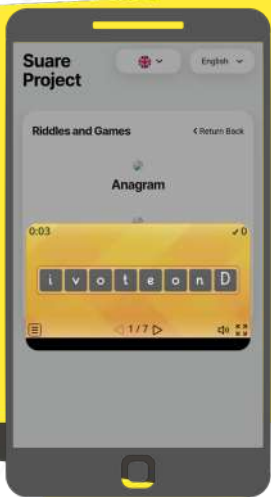 Suare
Project
English
Riddles and Games
< Return Back
Anagram
0:03
✓ 0
i v o t e o n D
1 / 7